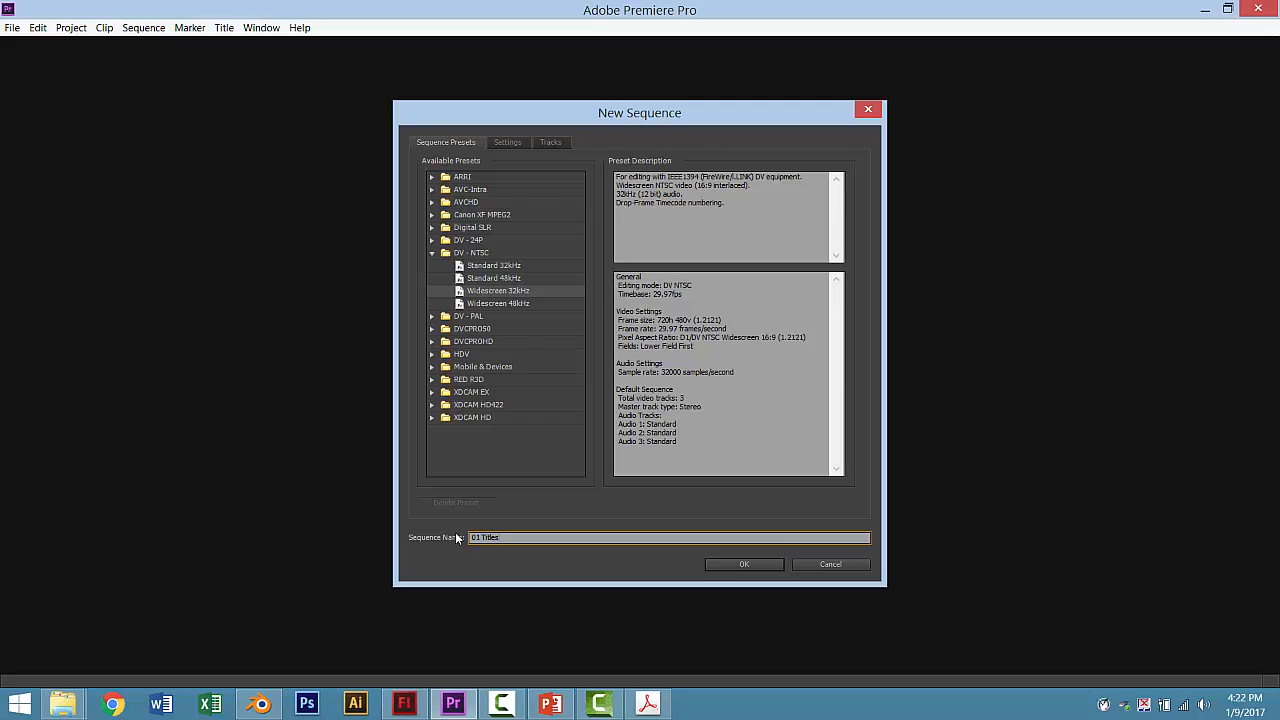 Pr
Adobe Premiere Pro
File Edit Project Clip Sequence Marker Title Window Help
New Sequence
Sequence Presets Settings Tracks
Available Presets
ARRI
AVC-Intra
AVCHD
Canon XF MPEG2
Digital SLR
DV - 24P
DV - NTSC
Standard 32kHz
Standard 48kHz
Widescreen 32kHz
Widescreen 48kHz
DV - PAL
DVCPRO50
DVCPROHD
HDV
Mobile & Devices
RED R3D
XDCAM EX
XDCAM HD422
XDCAM HD
Delete Preset
Preset Description
For editing with IEEE1394 (FireWire/i.LINK) DV equipment.
Widescreen NTSC video (16:9 interlaced).
32kHz (12 bit) audio.
Drop-Frame Timecode numbering.
General
Editing mode: DV NTSC
Timebase: 29.97fps
Video Settings
Frame size: 720h 480v (1.2121)
Frame rate: 29.97 frames/second
Pixel Aspect Ratio: D1/DV NTSC Widescreen 16:9 (1.2121)
Fields: Lower Field First
Audio Settings
Sample rate: 32000 samples/second
Default Sequence
Total video tracks: 3
Master track type: Stereo
Audio Tracks:
Audio 1: Standard
Audio 2: Standard
Audio 3: Standard
Sequence Name: 01 Titles
OK Cancel
Ps Ai Fl Pr
4:22 PM
1/9/2017